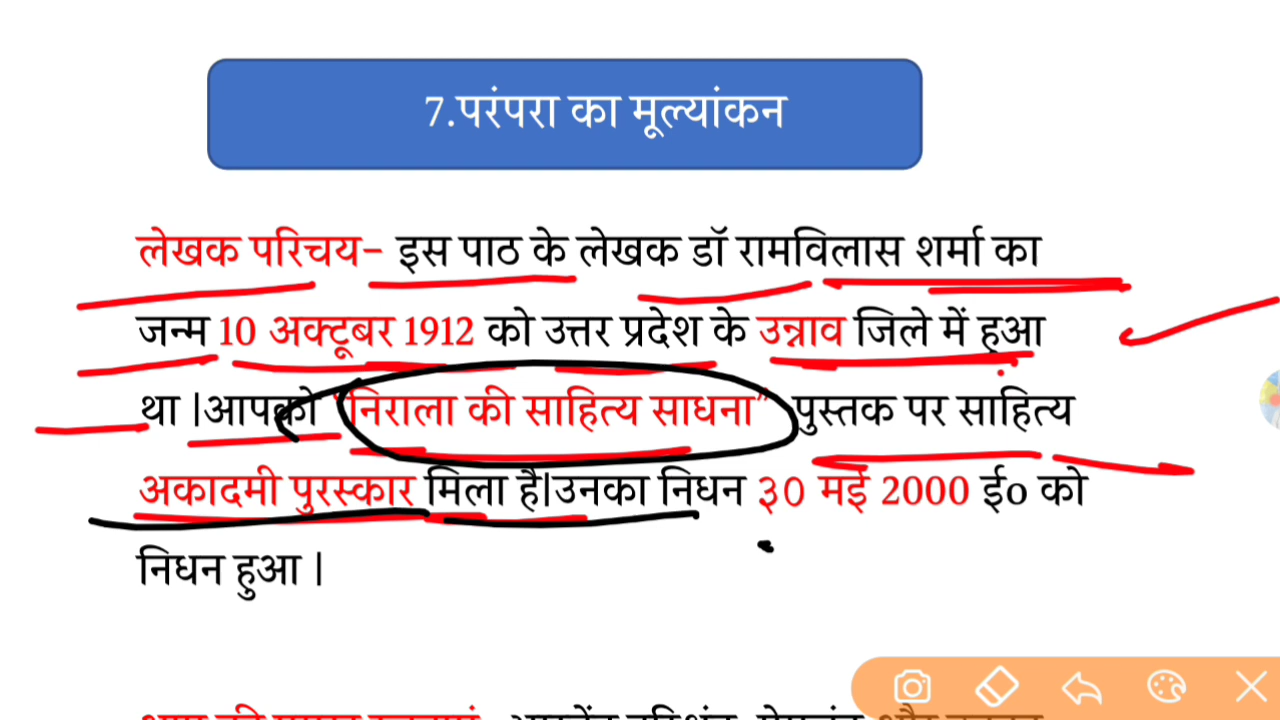 7.परंपरा का मूल्यांकन
लेखक परिचय- इस पाठ के लेखक डॉ रामविलास शर्मा का
जन्म 10 अक्टूबर 1912 को उत्तर प्रदेश के उन्नाव जिले में हुआ
था |आपको "निराला की साहित्य साधना" पुस्तक पर साहित्य
अकादमी पुरस्कार मिला है|उनका निधन ३0 मई 2000 ई० को
निधन हुआ |